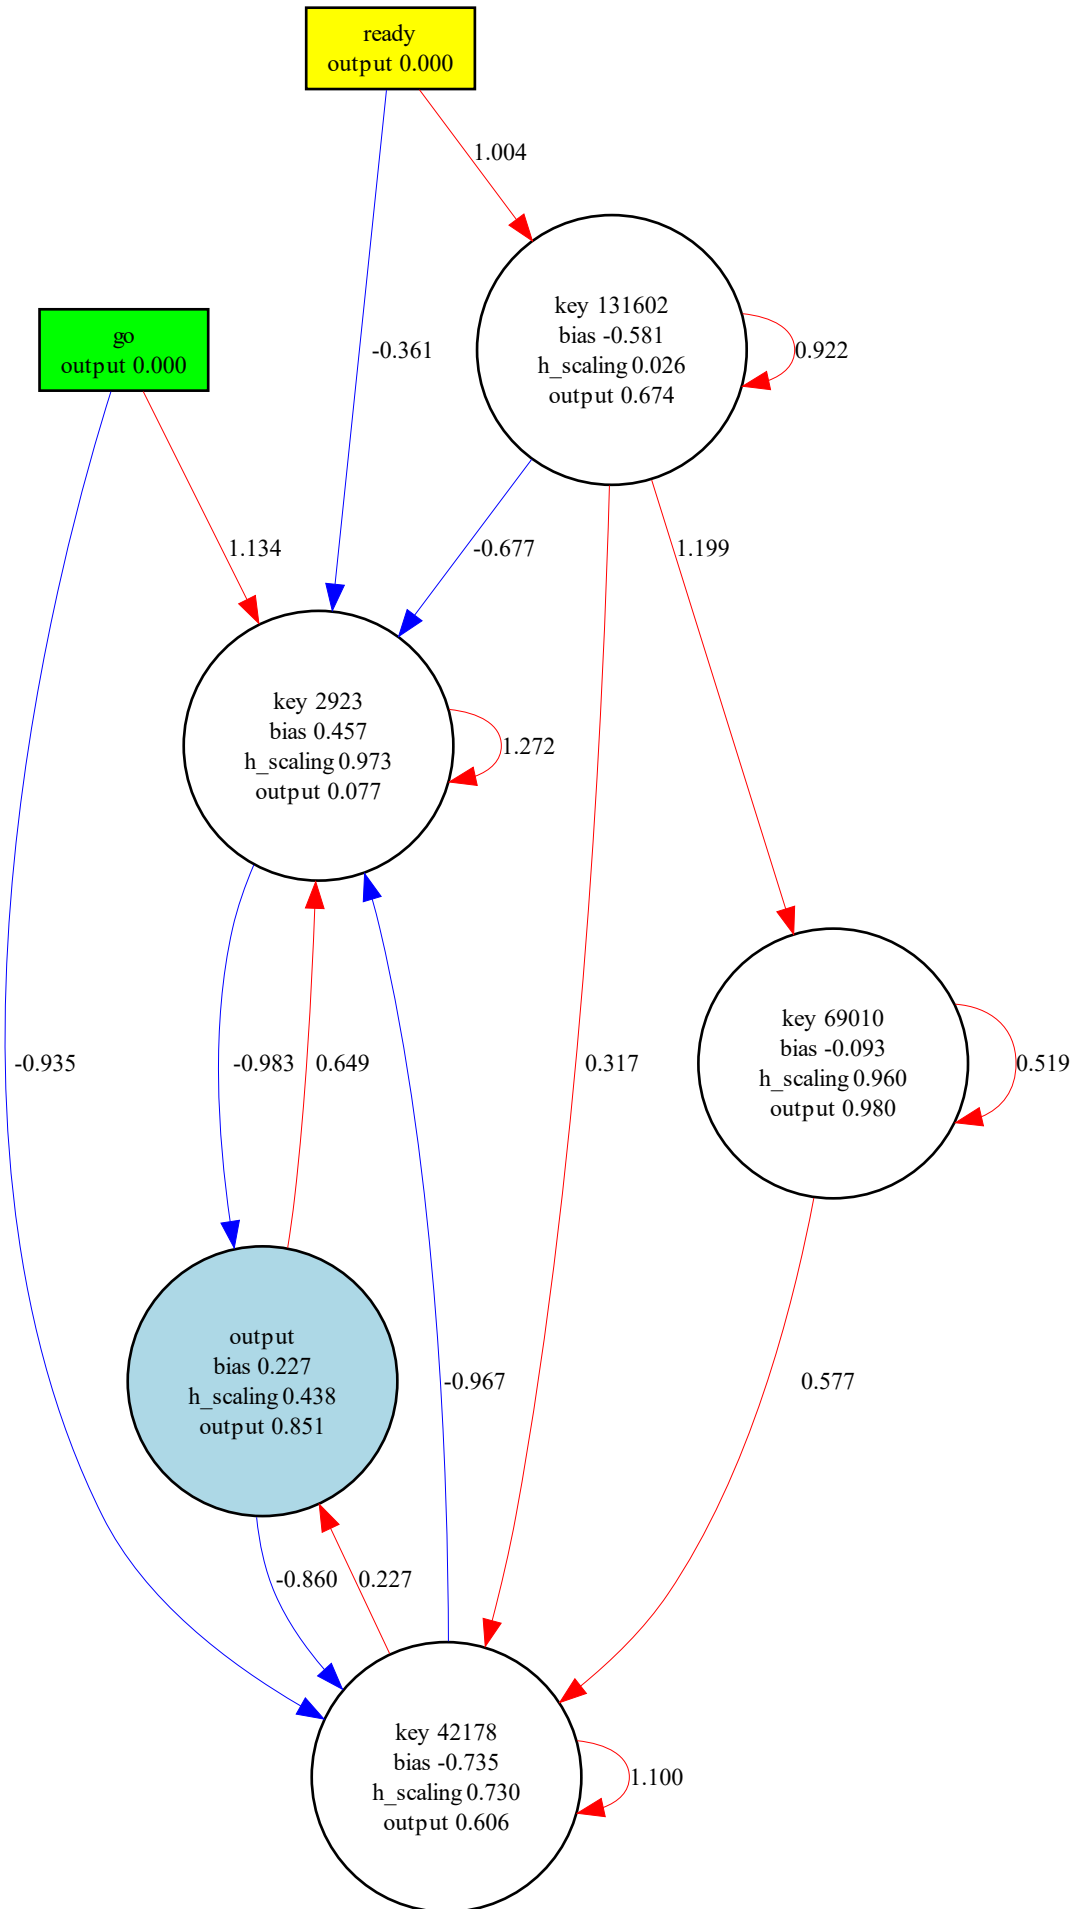 ready
output 0.000
1.004
key 131602
bias -0.581
h_scaling 0.026
output 0.674
0.922
go
output 0.000
-0.361
1.134
-0.677
1.199
key 2923
bias 0.457
h_scaling 0.973
output 0.077
1.272
key 69010
bias -0.093
h_scaling 0.960
output 0.980
0.519
-0.935
-0.983
0.649
0.317
output
bias 0.227
h_scaling 0.438
output 0.851
-0.967
0.577
-0.860
0.227
key 42178
bias -0.735
h_scaling 0.730
output 0.606
1.100